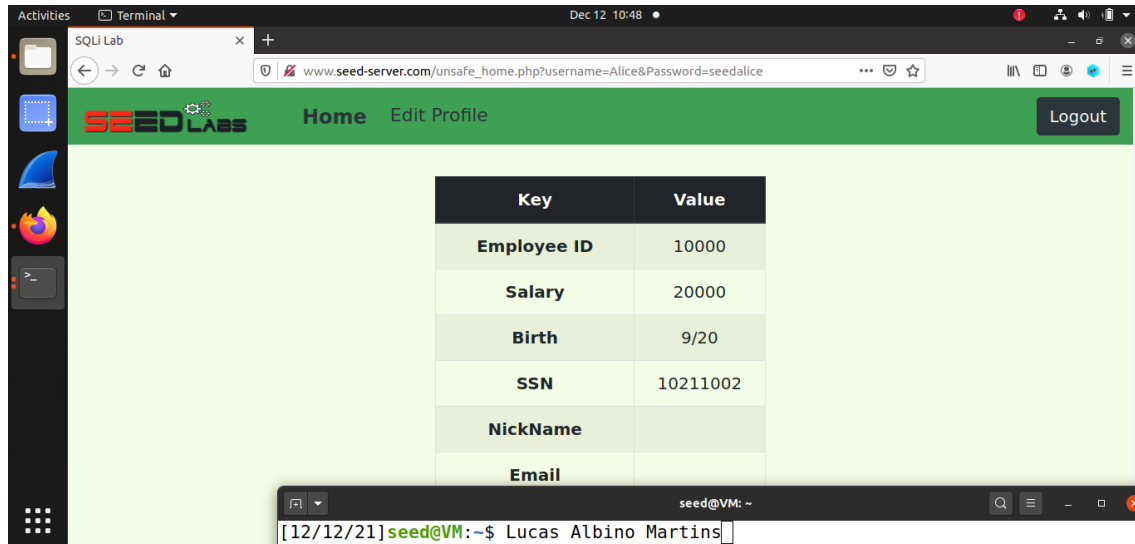 Activities Terminal Dec 12 10:48
SQLi Lab
www.seed-server.com/unsafe_home.php?username=Alice&Password=seedalice
SEED LABS Home Edit Profile Logout
Key Value
Employee ID 10000
Salary 20000
Birth 9/20
SSN 10211002
NickName
Email
seed@VM: ~
[12/12/21]seed@VM:~$ Lucas Albino Martins